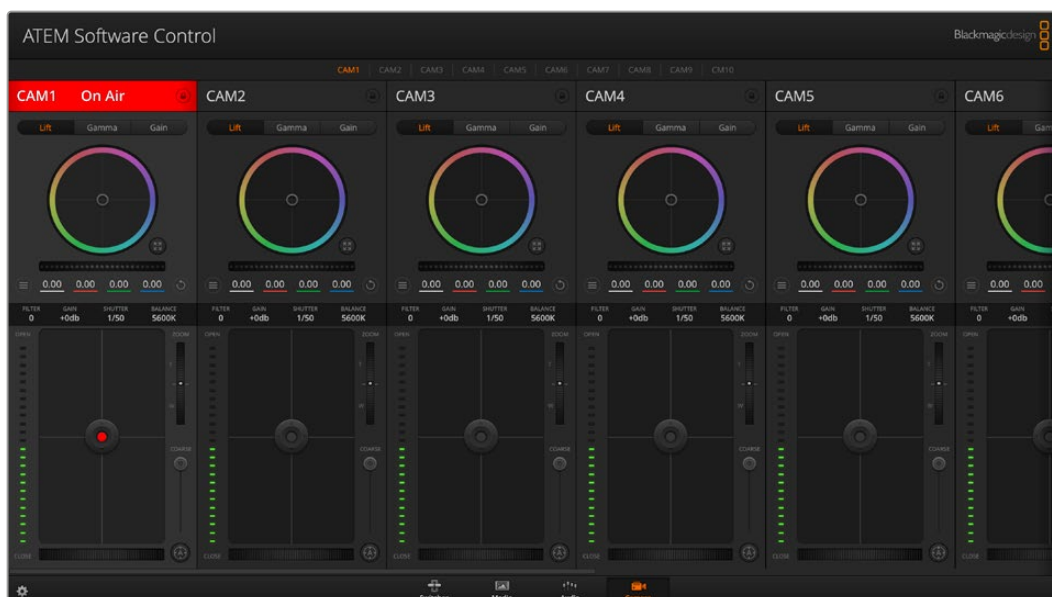 ATEM Software Control
Blackmagicdesign
CAM1 CAM2 CAM3 CAM4 CAM5 CAM6 CAM7 CAM8 CAM9 CM10
CAM1 On Air CAM2 CAM3 CAM4 CAM5 CAM6
Lift Gamma Gain Lift Gamma Gain Lift Gamma Gain Lift Gamma Gain Lift Gamma Gain Lift
0.00 0.00 0.00 0.00 0.00 0.00 0.00 0.00 0.00 0.00 0.00 0.00 0.00 0.00 0.00 0.00 0.00 0.00 0.00 0.00 0.00 0.00
FILTER GAIN SHUTTER BALANCE FILTER GAIN SHUTTER BALANCE FILTER GAIN SHUTTER BALANCE FILTER GAIN SHUTTER BALANCE FILTER GAIN SHUTTER BALANCE FILTER GAIN
0 +0db 1/50 5600K 0 +0db 1/50 5600K 0 +0db 1/50 5600K 0 +0db 1/50 5600K 0 +0db 1/50 5600K 0 +0db
OPEN ZOOM OPEN ZOOM OPEN ZOOM OPEN ZOOM OPEN ZOOM OPEN
T T T T T
W W W W W
COARSE COARSE COARSE COARSE COARSE
CLOSE CLOSE CLOSE CLOSE CLOSE CLOSE